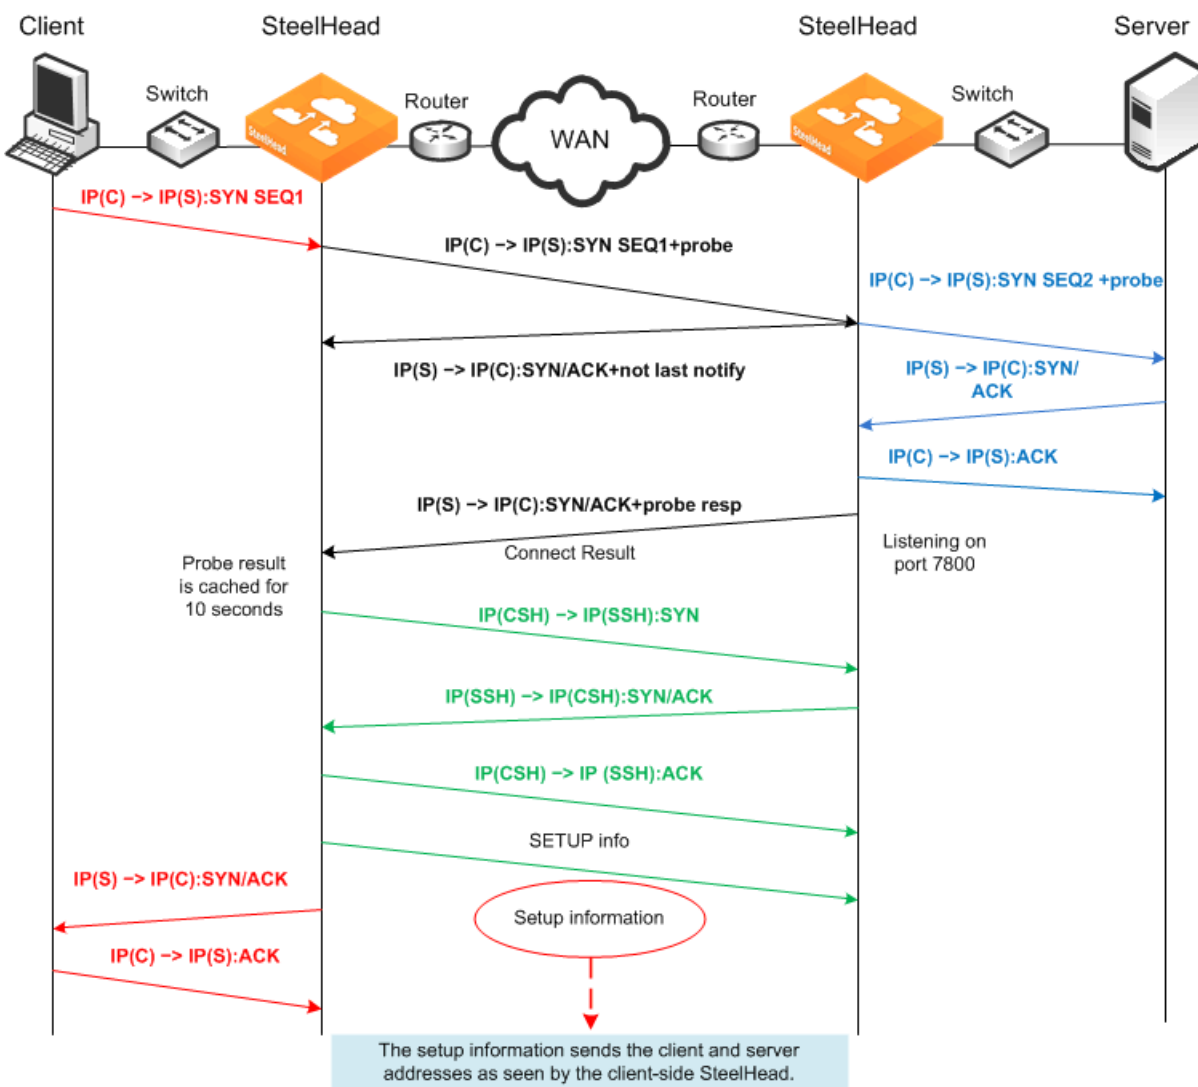 Client
SteelHead
SteelHead
Server
Switch
Router
WAN
Router
Switch
SteelHead
SteelHead
IP(C) −> IP(S):SYN SEQ1
IP(C) −> IP(S):SYN SEQ1+probe
IP(C) −> IP(S):SYN SEQ2 +probe
IP(S) −> IP(C):SYN/ACK+not last notify
IP(S) −> IP(C):SYN/
ACK
IP(C) −> IP(S):ACK
IP(S) −> IP(C):SYN/ACK+probe resp
Connect Result
Listening on
port 7800
Probe result
is cached for
10 seconds
IP(CSH) −> IP(SSH):SYN
IP(SSH) −> IP(CSH):SYN/ACK
IP(CSH) −> IP (SSH):ACK
SETUP info
IP(S) −> IP(C):SYN/ACK
Setup information
IP(C) −> IP(S):ACK
The setup information sends the client and server
addresses as seen by the client-side SteelHead.